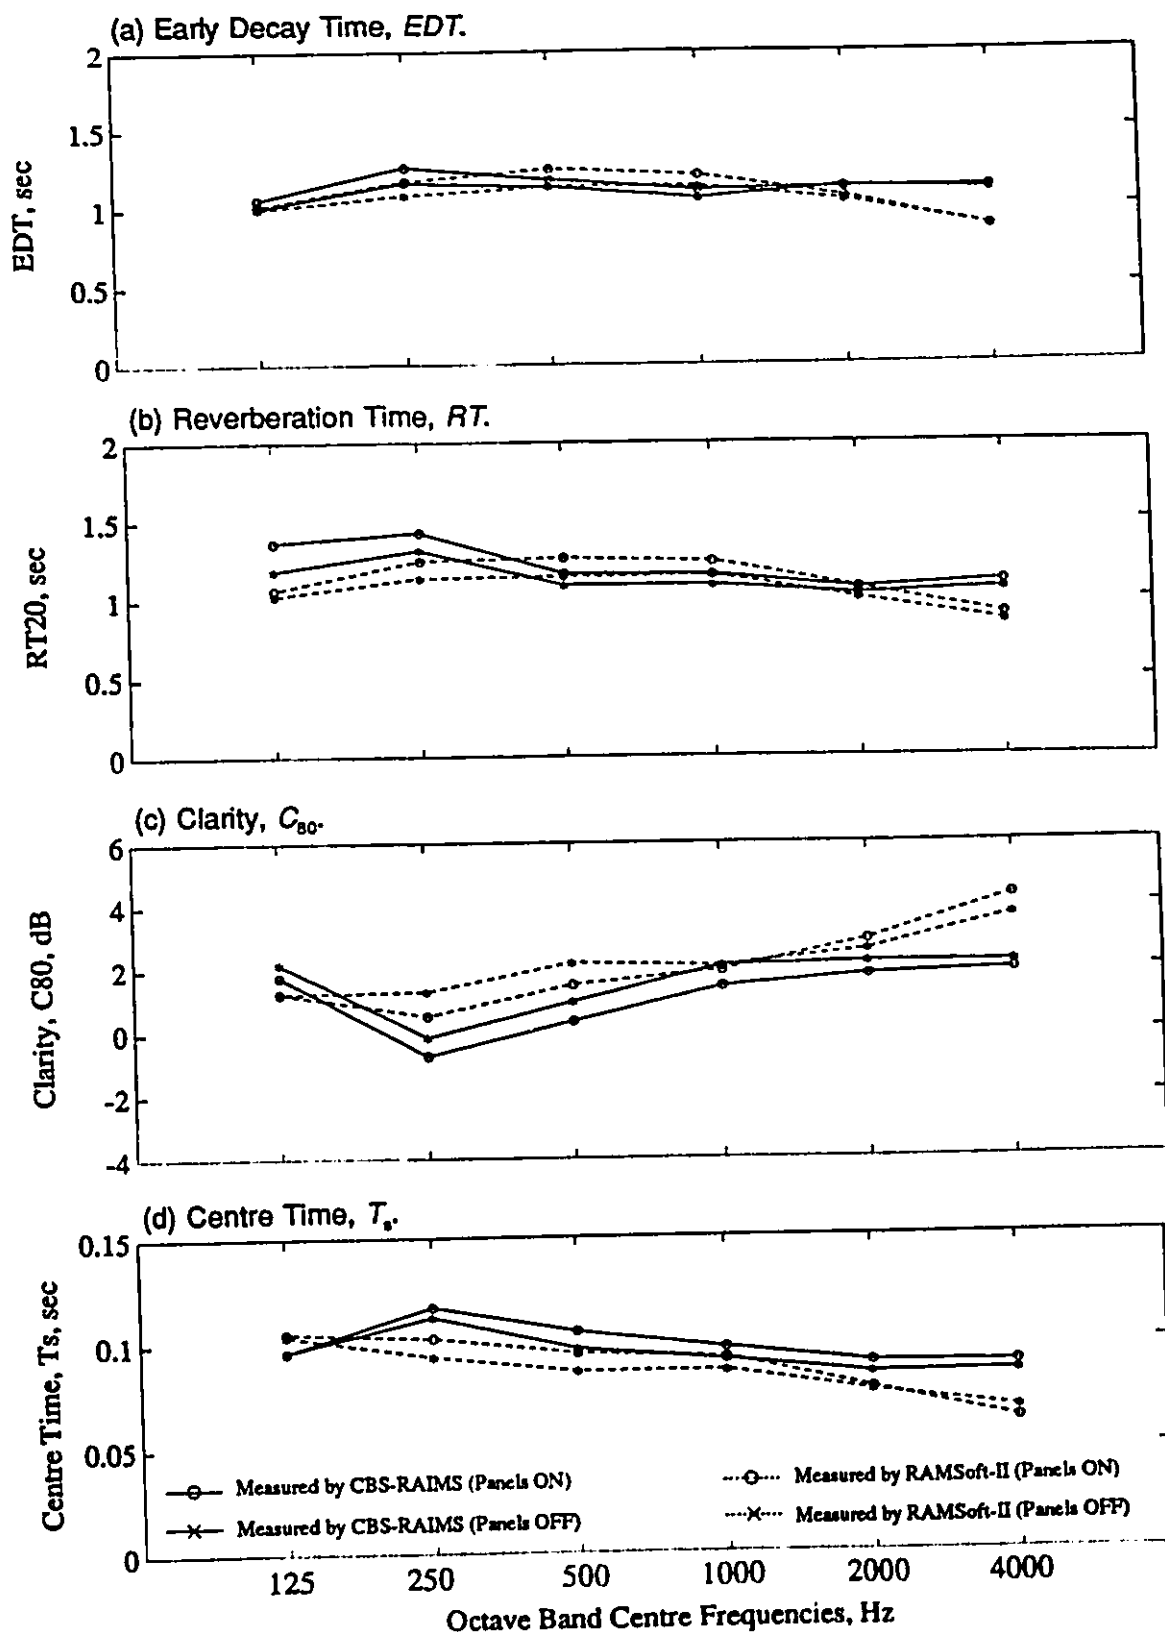 (a) Early Decay Time, EDT.
2
1.5
1
0.5
0
EDT, sec
(b) Reverberation Time, RT.
2
1.5
1
0.5
0
RT20, sec
(c) Clarity, C80.
6
4
2
0
-2
-4
Clarity, C80, dB
(d) Centre Time, Ts.
0.15
0.1
0.05
0
Centre Time, Ts, sec
Measured by CBS-RAIMS (Panels ON)
Measured by RAMSoft-II (Panels ON)
Measured by CBS-RAIMS (Panels OFF)
Measured by RAMSoft-II (Panels OFF)
125 250 500 1000 2000 4000
Octave Band Centre Frequencies, Hz